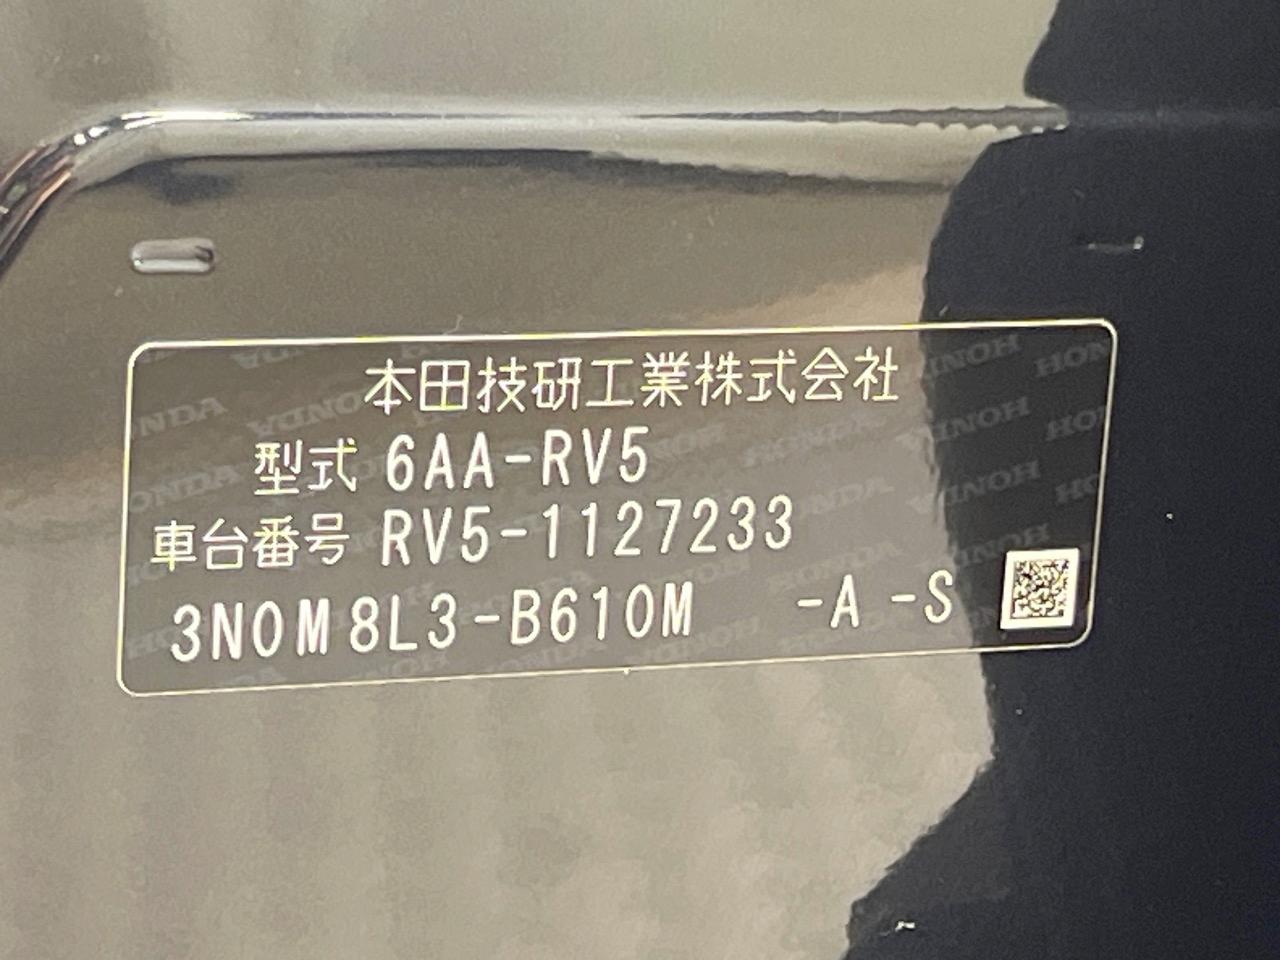 本田技研工業株式会社
型式 6AA-RV5
車台番号 RV5-1127233
3N0M8L3-B610M -A -S